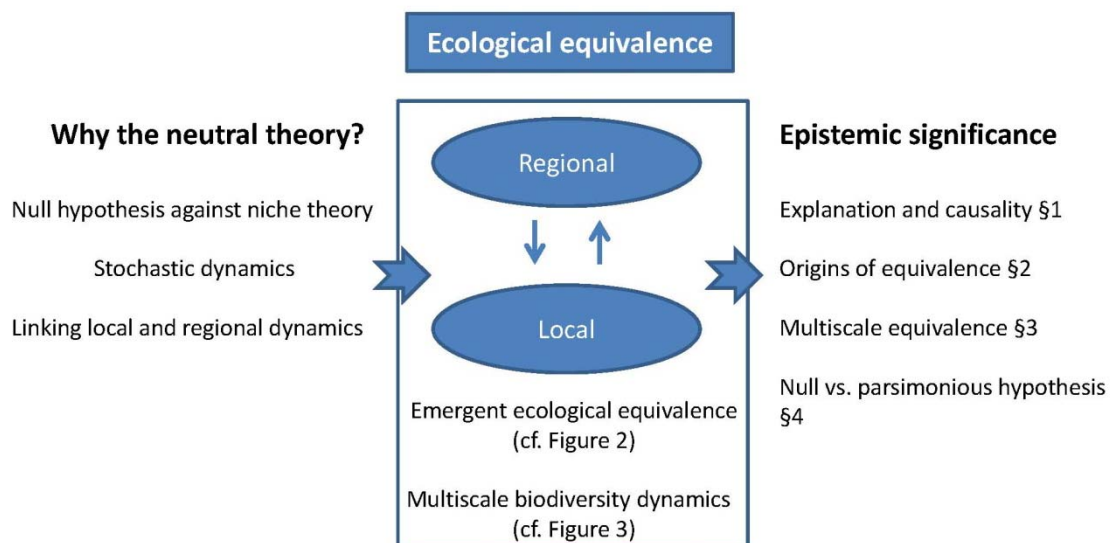 Ecological equivalence
Why the neutral theory?
Null hypothesis against niche theory
Stochastic dynamics
Linking local and regional dynamics
Regional
Local
Emergent ecological equivalence
(cf. Figure 2)
Multiscale biodiversity dynamics
(cf. Figure 3)
Epistemic significance
Explanation and causality §1
Origins of equivalence §2
Multiscale equivalence §3
Null vs. parsimonious hypothesis
§4